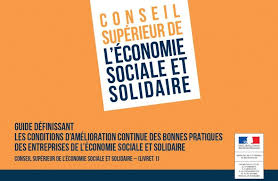 CONSEIL
SUPÉRIEUR DE
L'ÉCONOMIE
SOCIALE ET
SOLIDAIRE
GUIDE DÉFINISSANT
LES CONDITIONS D'AMÉLIORATION CONTINUE DES BONNES PRATIQUES
DES ENTREPRISES DE L'ÉCONOMIE SOCIALE ET SOLIDAIRE
CONSEIL SUPÉRIEUR DE L'ÉCONOMIE SOCIALE ET SOLIDAIRE – (LIVRET 1)